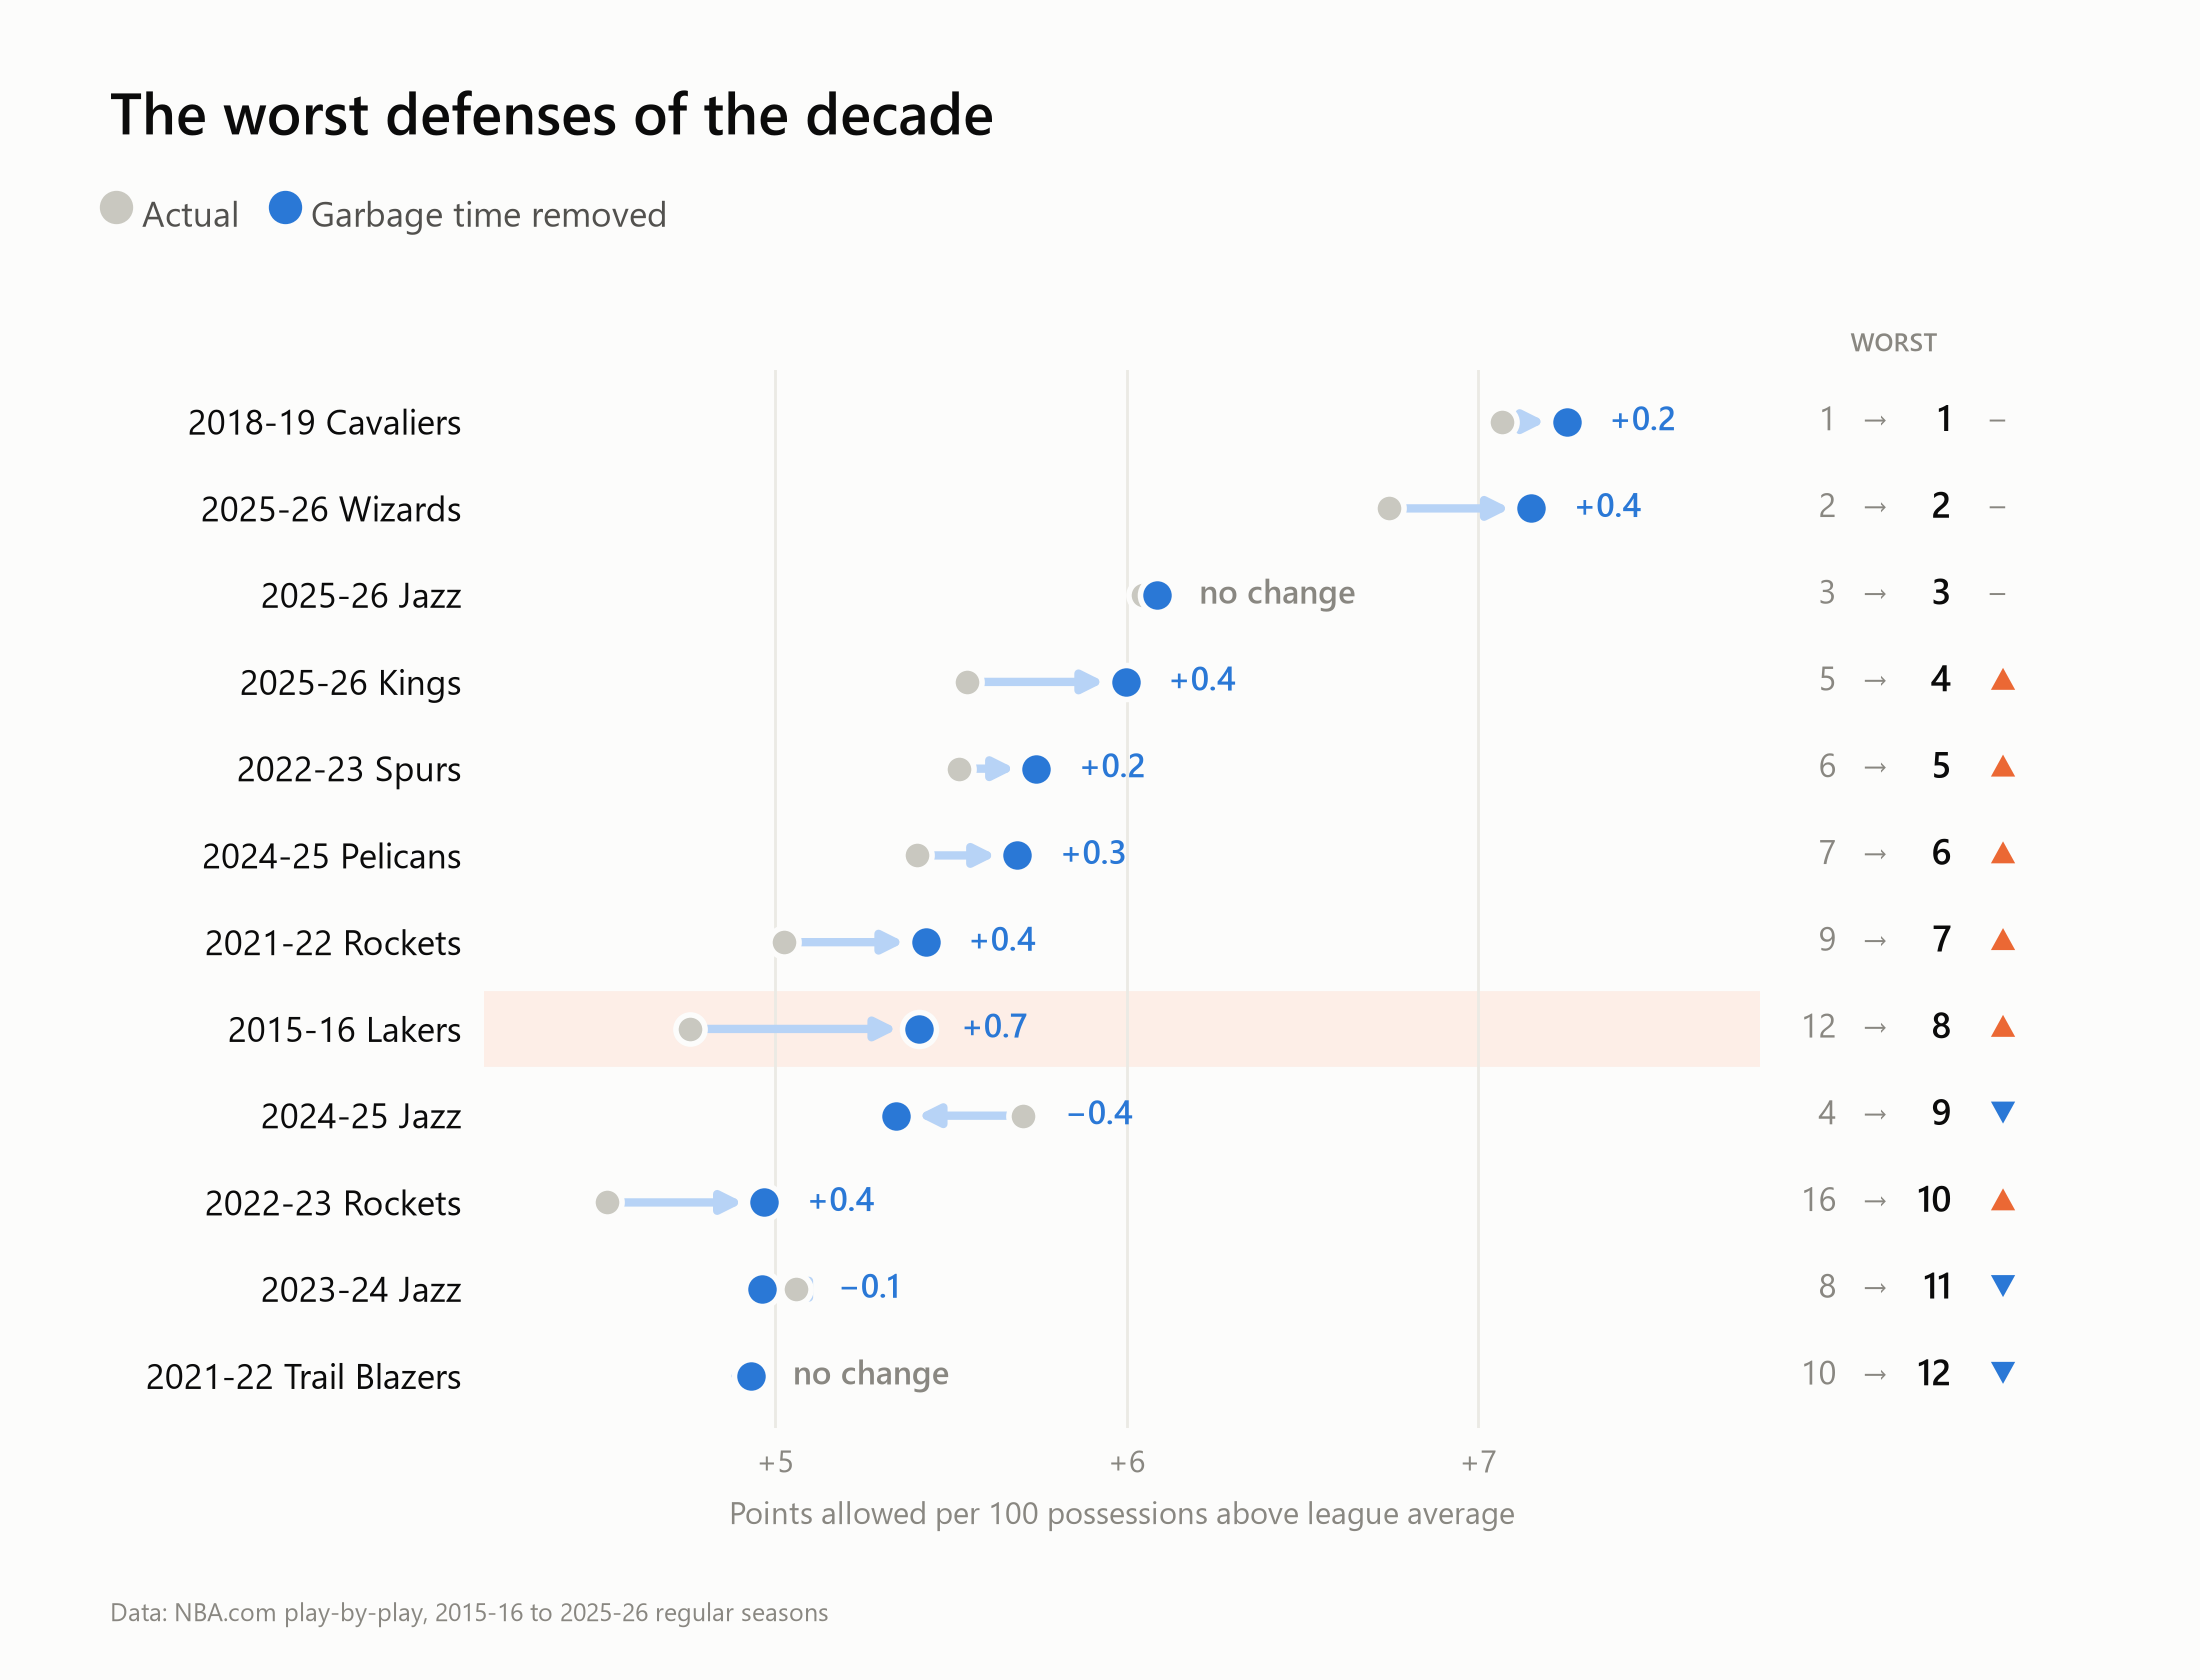 The worst defenses of the decade
Actual Garbage time removed
WORST
2018-19 Cavaliers +0.2 1 → 1 –
2025-26 Wizards +0.4 2 → 2 –
2025-26 Jazz no change 3 → 3 –
2025-26 Kings +0.4 5 → 4 ▲
2022-23 Spurs +0.2 6 → 5 ▲
2024-25 Pelicans +0.3 7 → 6 ▲
2021-22 Rockets +0.4 9 → 7 ▲
2015-16 Lakers +0.7 12 → 8 ▲
2024-25 Jazz −0.4 4 → 9 ▼
2022-23 Rockets +0.4 16 → 10 ▲
2023-24 Jazz −0.1 8 → 11 ▼
2021-22 Trail Blazers no change 10 → 12 ▼
+5 +6 +7
Points allowed per 100 possessions above league average
Data: NBA.com play-by-play, 2015-16 to 2025-26 regular seasons